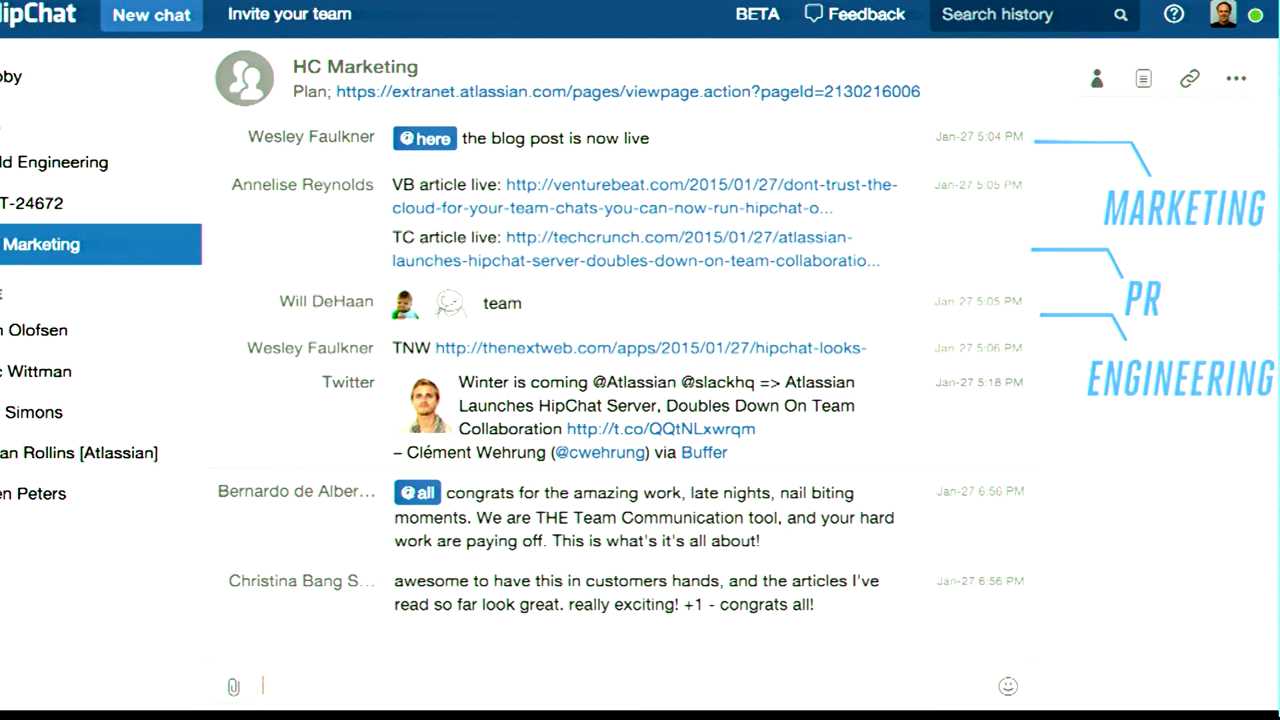 lipChat New chat Invite your team BETA Feedback Search history
HC Marketing
Plan; https://extranet.atlassian.com/pages/viewpage.action?pageId=2130216006
oby
ld Engineering
T-24672
Marketing
E
n Olofsen
c Wittman
Simons
an Rollins [Atlassian]
en Peters
Wesley Faulkner @here the blog post is now live Jan-27 5:04 PM
Annelise Reynolds VB article live: http://venturebeat.com/2015/01/27/dont-trust-the- Jan-27 5:05 PM
cloud-for-your-team-chats-you-can-now-run-hipchat-o...
TC article live: http://techcrunch.com/2015/01/27/atlassian-
launches-hipchat-server-doubles-down-on-team-collaboratio...
Will DeHaan team Jan-27 5:05 PM
Wesley Faulkner TNW http://thenextweb.com/apps/2015/01/27/hipchat-looks- Jan-27 5:06 PM
Twitter Winter is coming @Atlassian @slackhq => Atlassian Jan-27 5:18 PM
Launches HipChat Server, Doubles Down On Team
Collaboration http://t.co/QQtNLxwrqm
– Clément Wehrung (@cwehrung) via Buffer
Bernardo de Alber... @all congrats for the amazing work, late nights, nail biting Jan-27 6:56 PM
moments. We are THE Team Communication tool, and your hard
work are paying off. This is what's it's all about!
Christina Bang S... awesome to have this in customers hands, and the articles I've Jan-27 6:56 PM
read so far look great. really exciting! +1 - congrats all!
MARKETING
PR
ENGINEERING